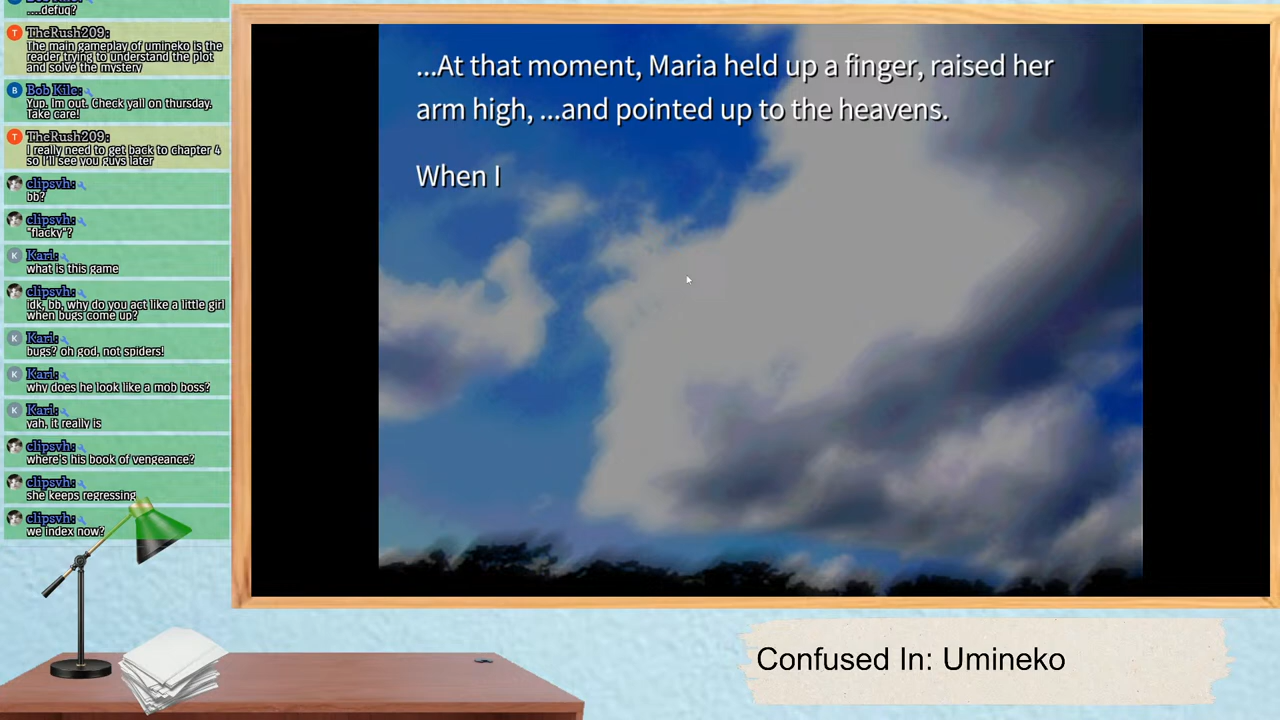 ....defuq?
TheRush209:
The main gameplay of umineko is the
reader trying to understand the plot
and solve the mystery
Bob Kile:
Yup. Im out. Check yall on thursday.
Take care!
TheRush209:
I really need to get back to chapter 4
so I'll see you guys later
clipsvh:
bb?
clipsvh:
"flacky"?
Kari:
what is this game
clipsvh:
idk, bb, why do you act like a little girl
when bugs come up?
Kari:
bugs? oh god, not spiders!
Kari:
why does he look like a mob boss?
Kari:
yah, it really is
clipsvh:
where's his book of vengeance?
clipsvh:
she keeps regressing
clipsvh:
we index now?
...At that moment, Maria held up a finger, raised her
arm high, ...and pointed up to the heavens.
When I
Confused In: Umineko